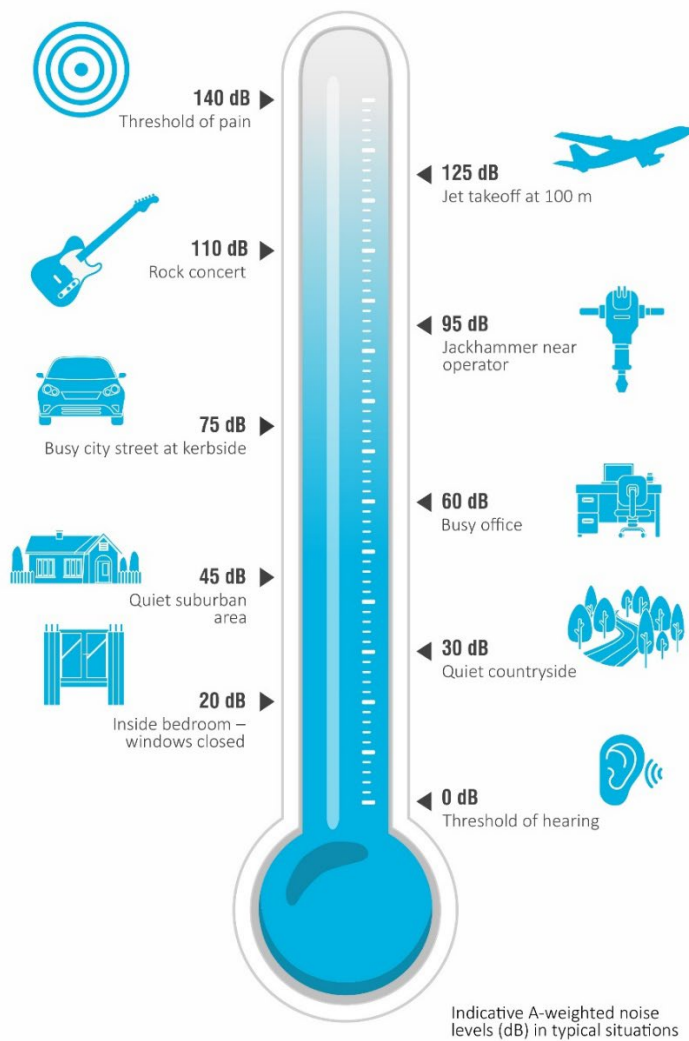 140 dB
Threshold of pain
125 dB
Jet takeoff at 100 m
110 dB
Rock concert
95 dB
Jackhammer near
operator
75 dB
Busy city street at kerbside
60 dB
Busy office
45 dB
Quiet suburban
area
30 dB
Quiet countryside
20 dB
Inside bedroom –
windows closed
0 dB
Threshold of hearing
Indicative A-weighted noise
levels (dB) in typical situations